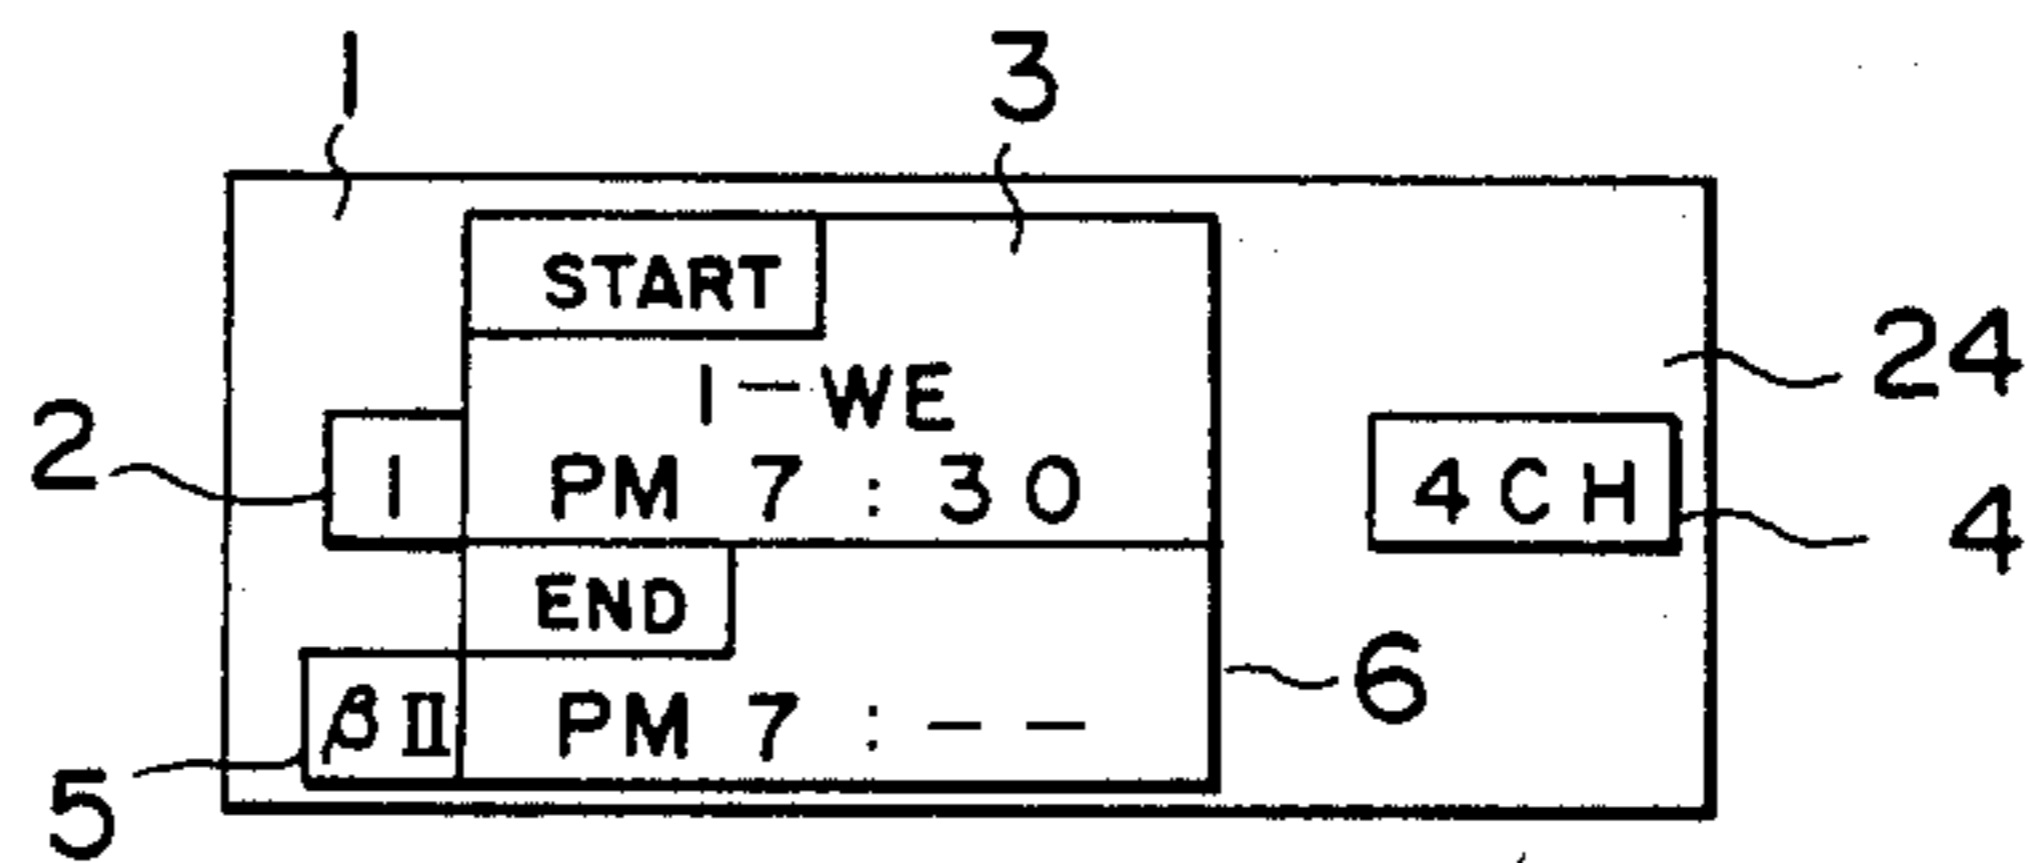 1 3
START
1-WE
24
2 1 PM 7 : 30 4CH 4
END
6
βII PM 7 : --
5